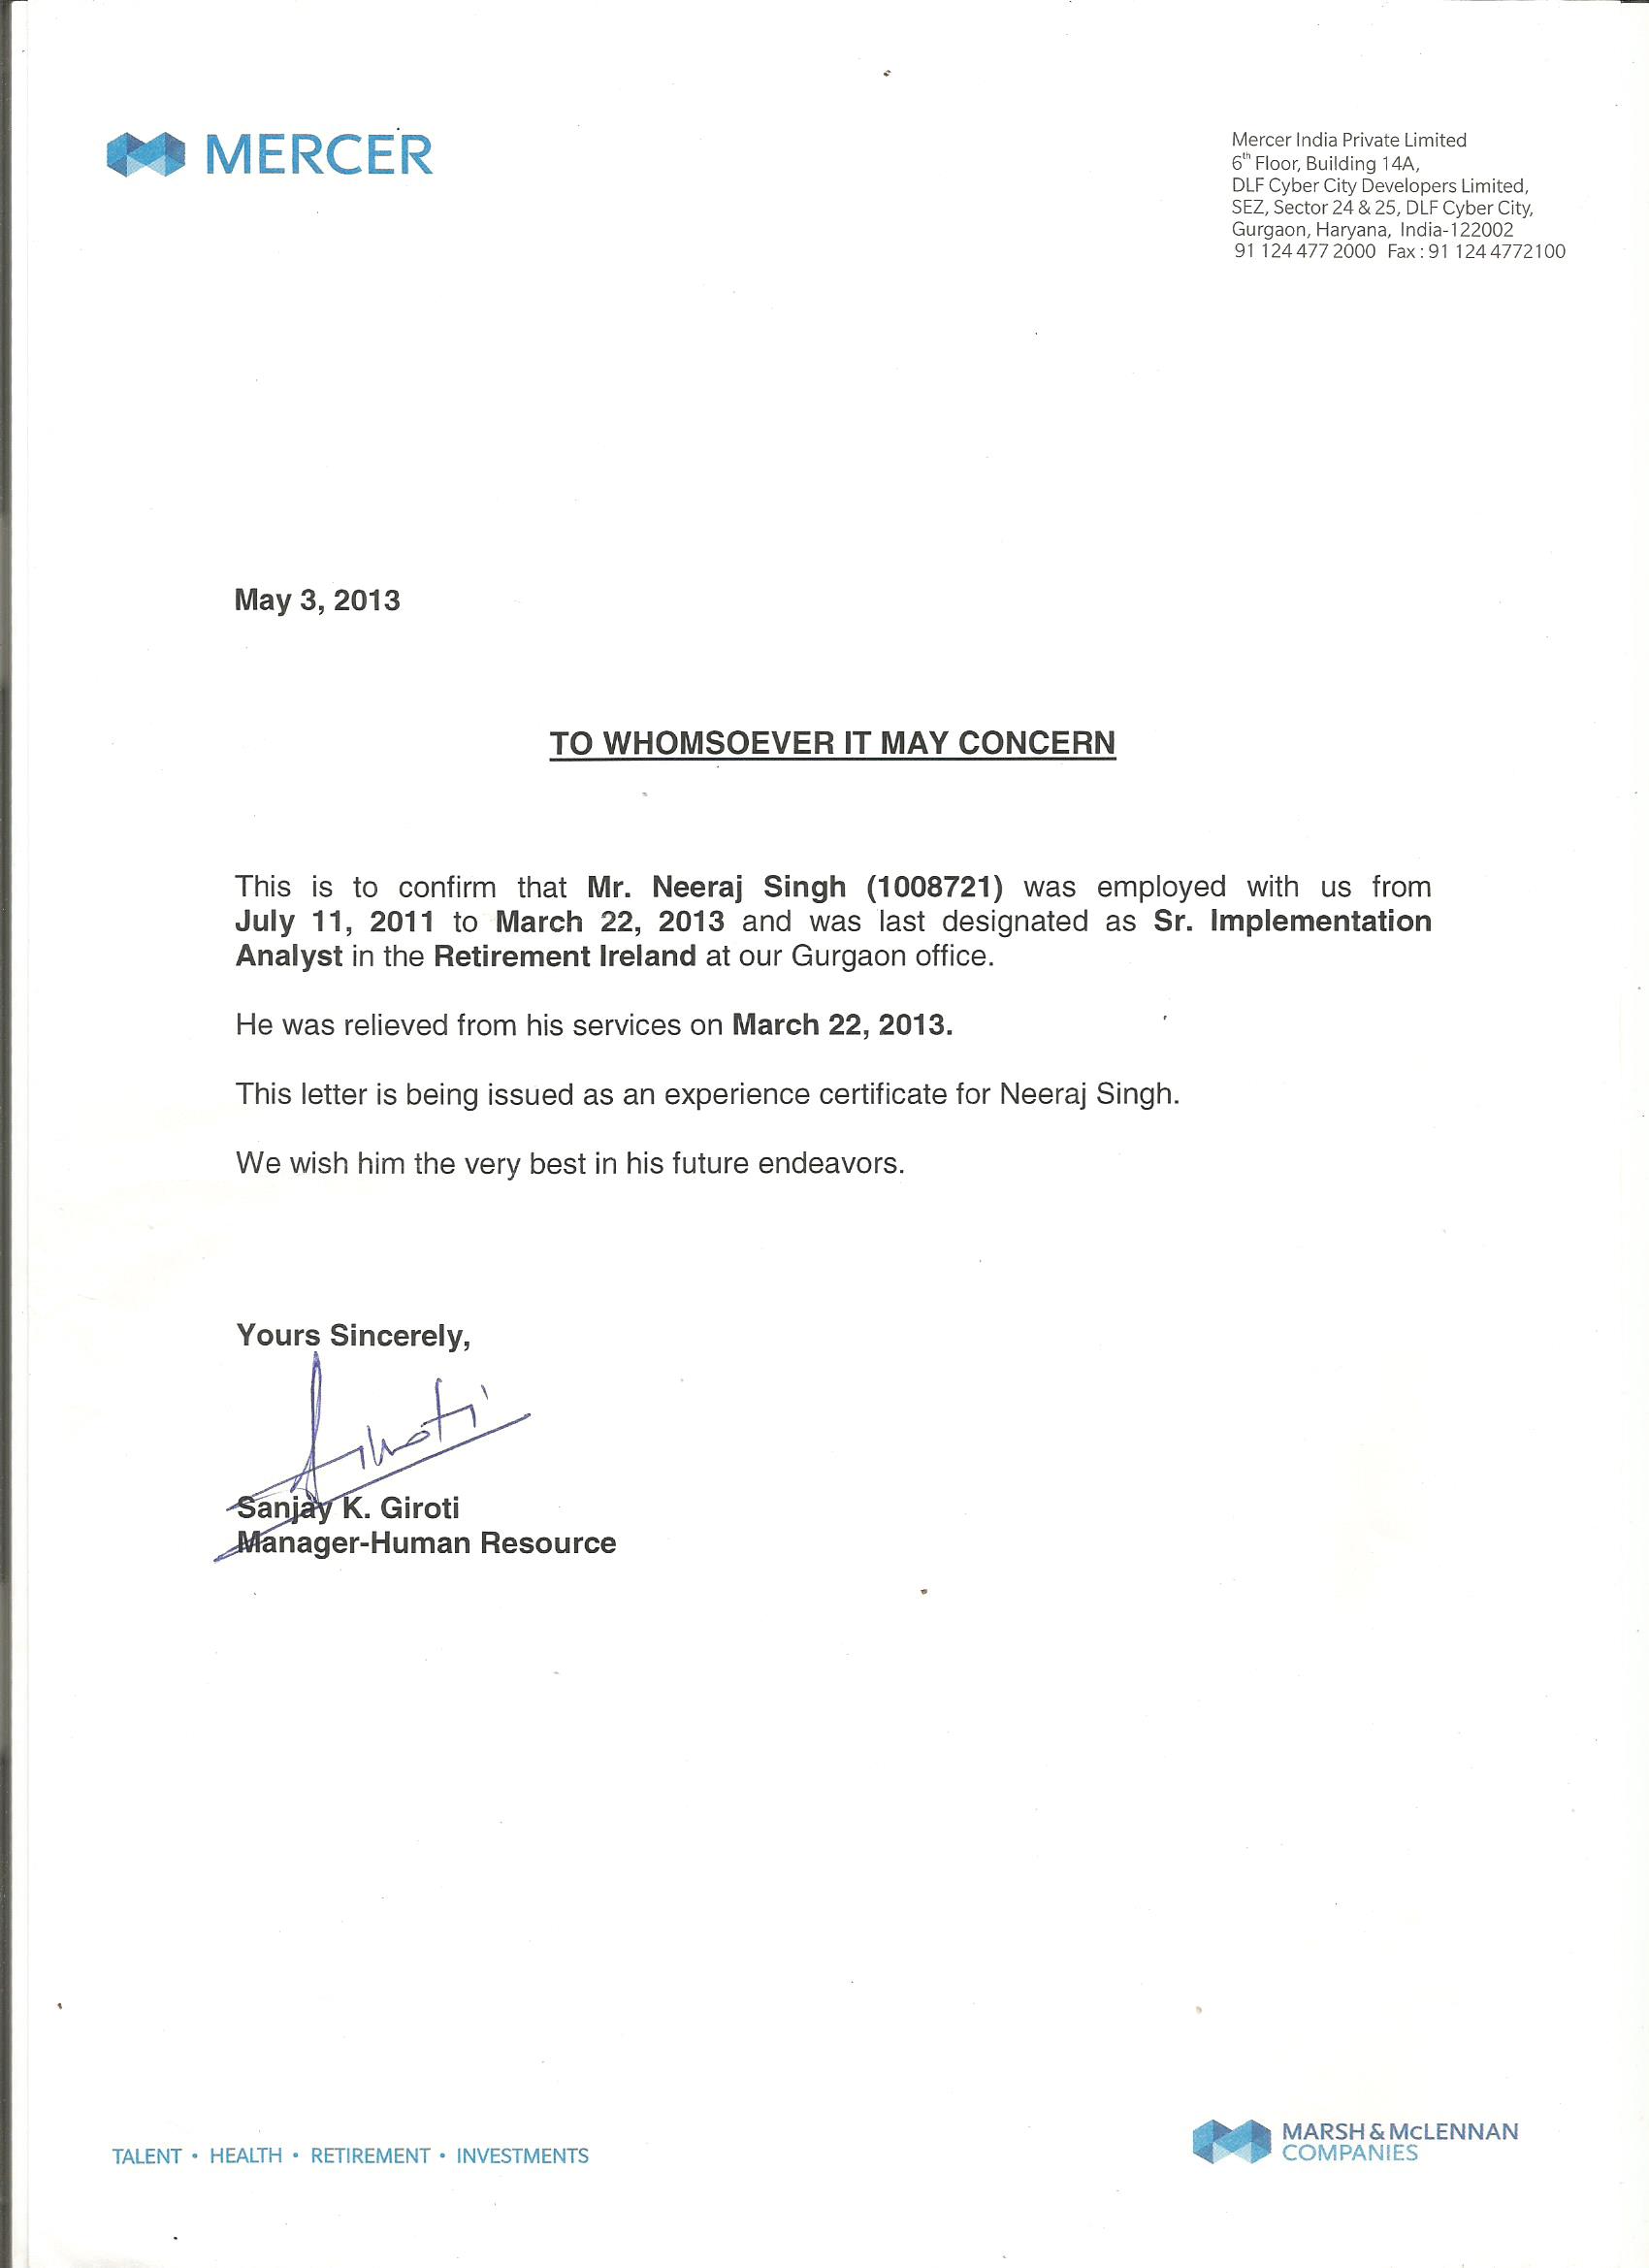 MERCER
Mercer India Private Limited
6th Floor, Building 14A,
DLF Cyber City Developers Limited,
SEZ, Sector 24 & 25, DLF Cyber City,
Gurgaon, Haryana, India-122002
91 124 477 2000 Fax : 91 124 4772100
May 3, 2013
TO WHOMSOEVER IT MAY CONCERN
This is to confirm that Mr. Neeraj Singh (1008721) was employed with us from
July 11, 2011 to March 22, 2013 and was last designated as Sr. Implementation
Analyst in the Retirement Ireland at our Gurgaon office.
He was relieved from his services on March 22, 2013.
This letter is being issued as an experience certificate for Neeraj Singh.
We wish him the very best in his future endeavors.
Yours Sincerely,
Sanjay K. Giroti
Manager-Human Resource
TALENT • HEALTH • RETIREMENT • INVESTMENTS
MARSH & McLENNAN
COMPANIES